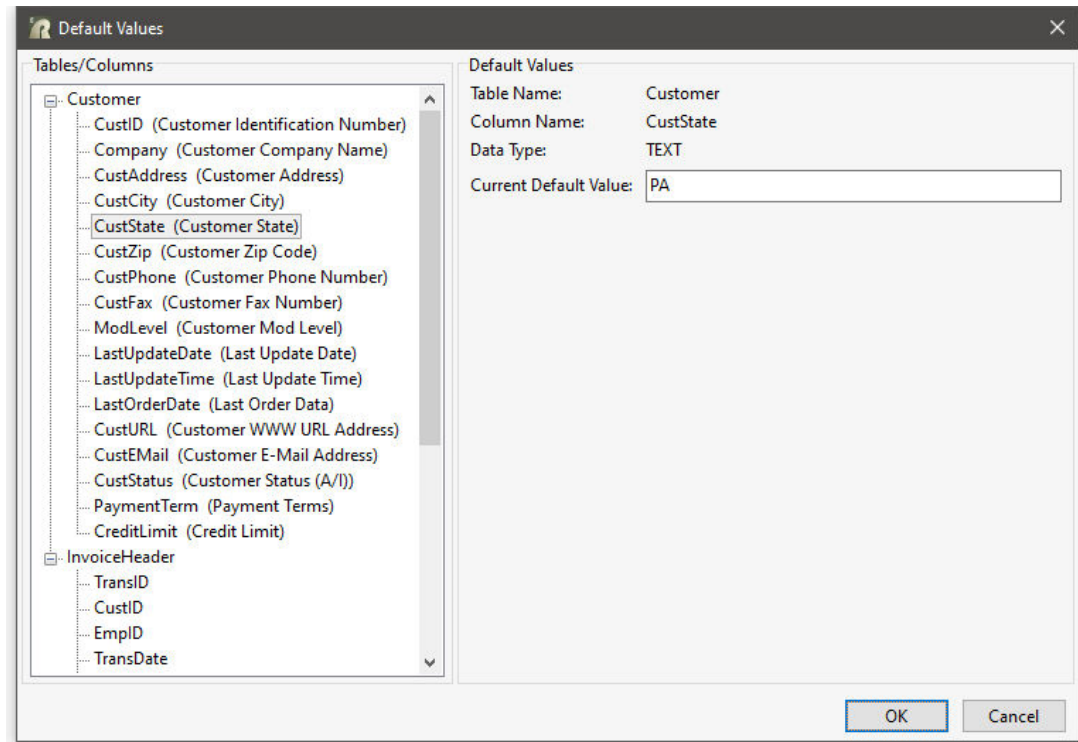 Default Values
Tables/Columns
Customer
CustID (Customer Identification Number)
Company (Customer Company Name)
CustAddress (Customer Address)
CustCity (Customer City)
CustState (Customer State)
CustZip (Customer Zip Code)
CustPhone (Customer Phone Number)
CustFax (Customer Fax Number)
ModLevel (Customer Mod Level)
LastUpdateDate (Last Update Date)
LastUpdateTime (Last Update Time)
LastOrderDate (Last Order Data)
CustURL (Customer WWW URL Address)
CustEMail (Customer E-Mail Address)
CustStatus (Customer Status (A/I))
PaymentTerm (Payment Terms)
CreditLimit (Credit Limit)
InvoiceHeader
TransID
CustID
EmpID
TransDate
Default Values
Table Name: Customer
Column Name: CustState
Data Type: TEXT
Current Default Value: PA
OK Cancel